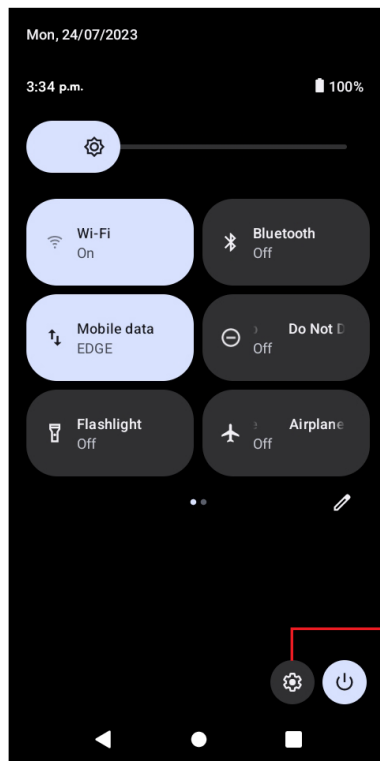 Mon, 24/07/2023
3:34 p.m. 100%
Wi-Fi
On
Bluetooth
Off
Mobile data
EDGE
Do Not D
Off
Flashlight
Off
Airplane
Off